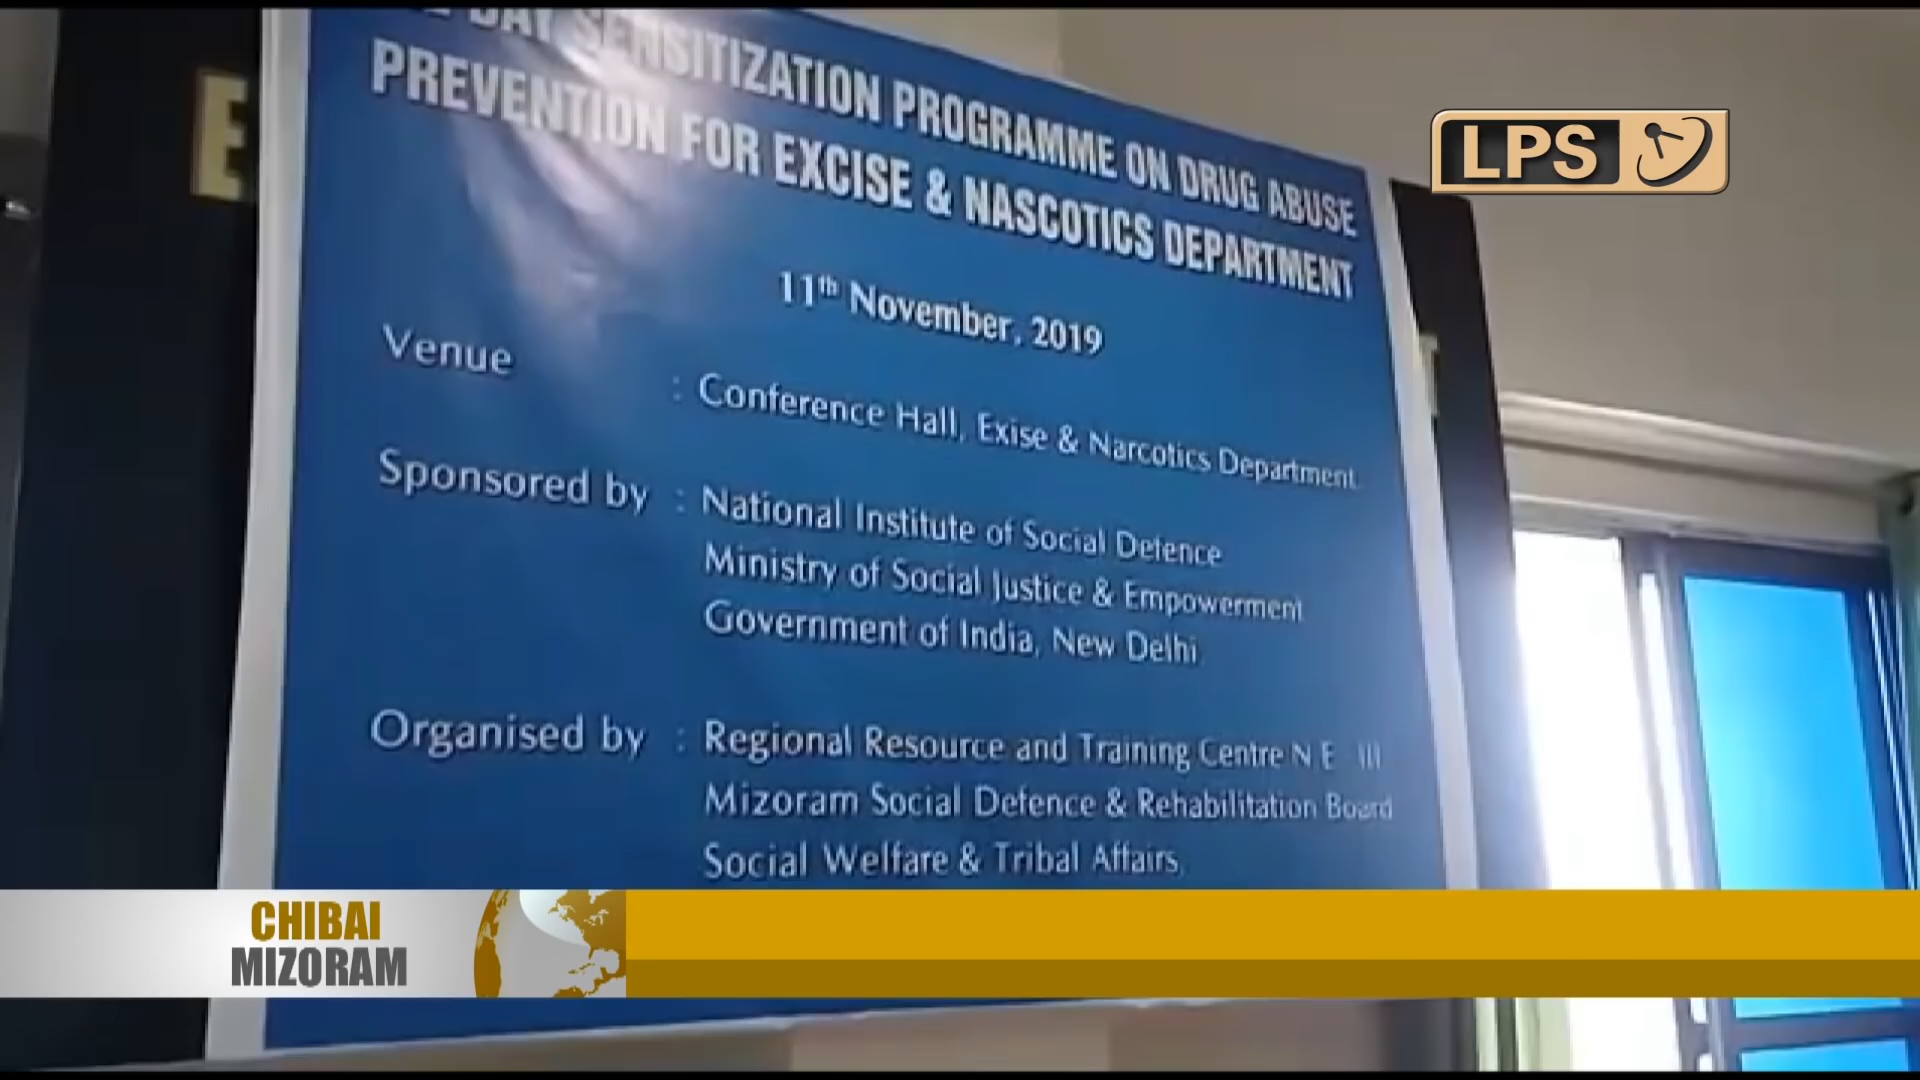 DAY SENSITIZATION PROGRAMME ON DRUG ABUSE
PREVENTION FOR EXCISE & NASCOTICS DEPARTMENT
11th November, 2019
Venue : Conference Hall, Exise & Narcotics Department
Sponsored by : National Institute of Social Defence
Ministry of Social Justice & Empowerment
Government of India, New Delhi
Organised by : Regional Resource and Training Centre N E III
Mizoram Social Defence & Rehabilitation Board
Social Welfare & Tribal Affairs
LPS
CHIBAI
MIZORAM